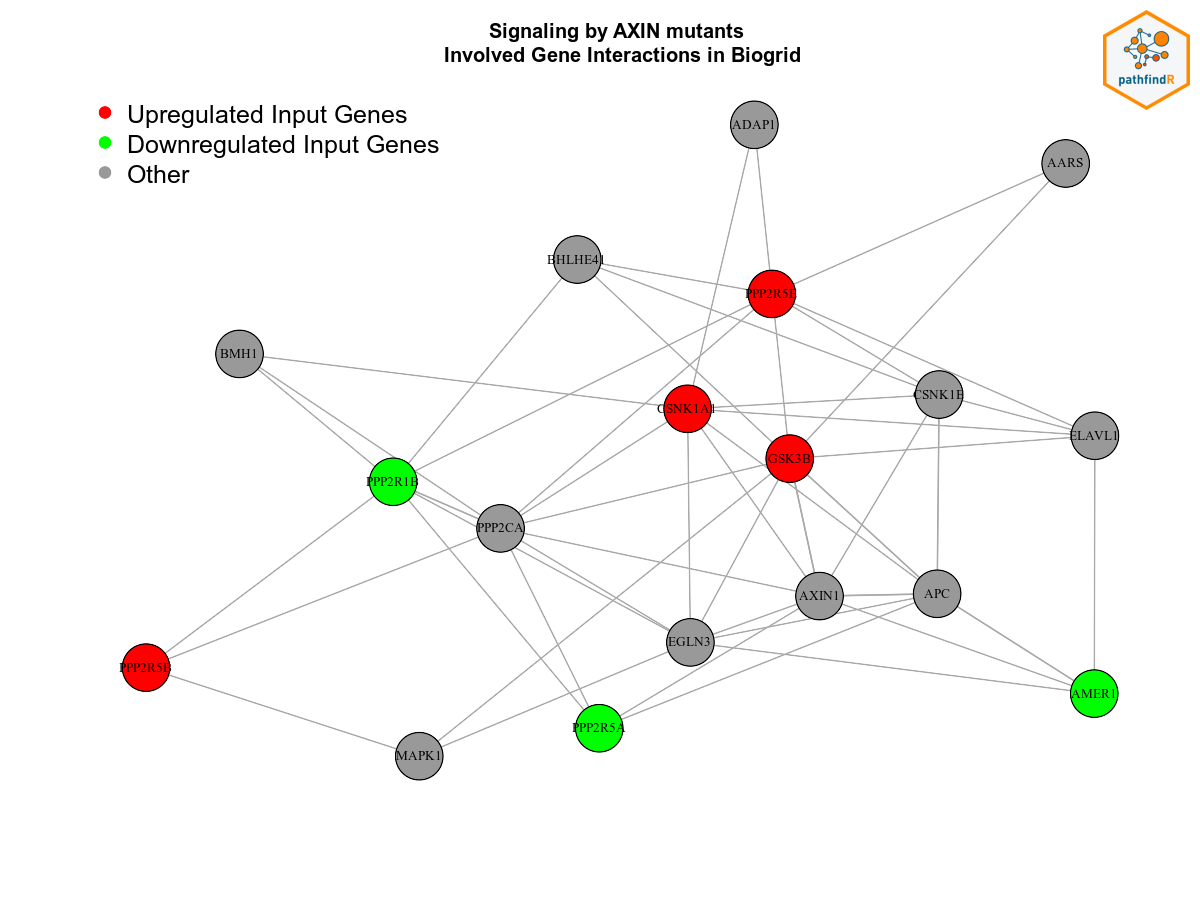 Signaling by AXIN mutants
Involved Gene Interactions in Biogrid
pathfindR
Upregulated Input Genes
Downregulated Input Genes
Other
ADAP1
AARS
BHLHE41
PPP2R5E
BMH1
CSNK1E
CSNK1A1
ELAVL1
GSK3B
PPP2R1B
PPP2CA
APC
AXIN1
EGLN3
PPP2R5B
AMER1
PPP2R5A
MAPK1